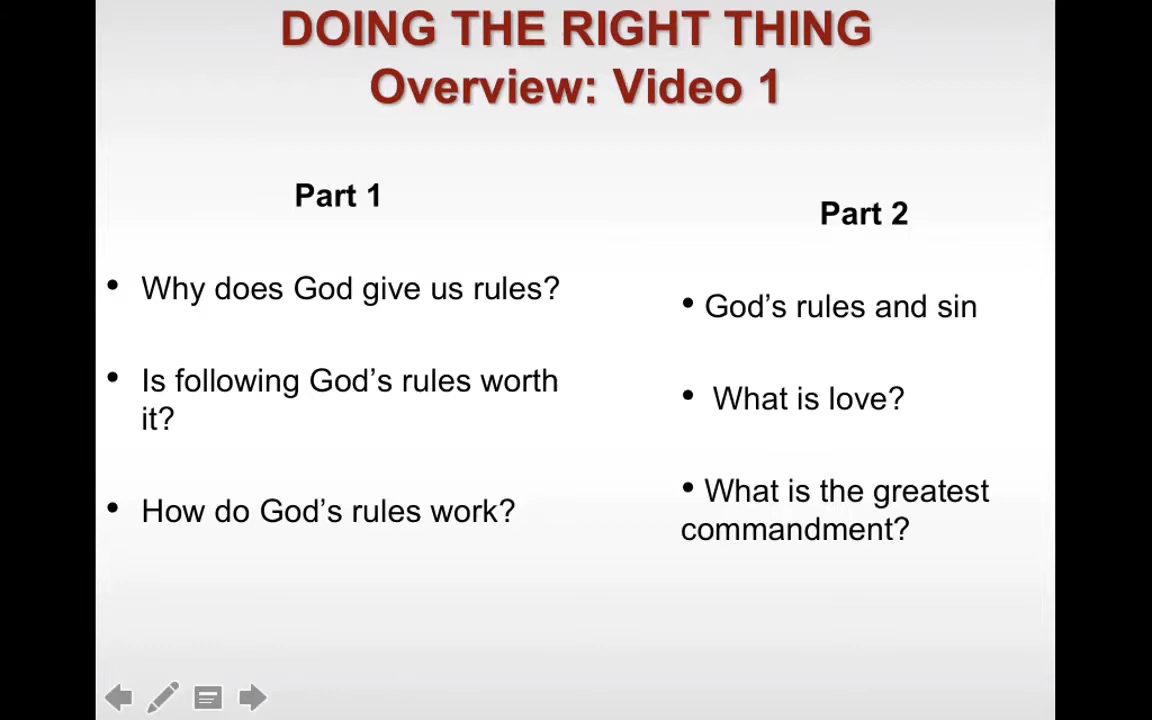 DOING THE RIGHT THING
Overview: Video 1
Part 1
• Why does God give us rules?
• Is following God’s rules worth
it?
• How do God’s rules work?
Part 2
• God’s rules and sin
• What is love?
• What is the greatest
commandment?